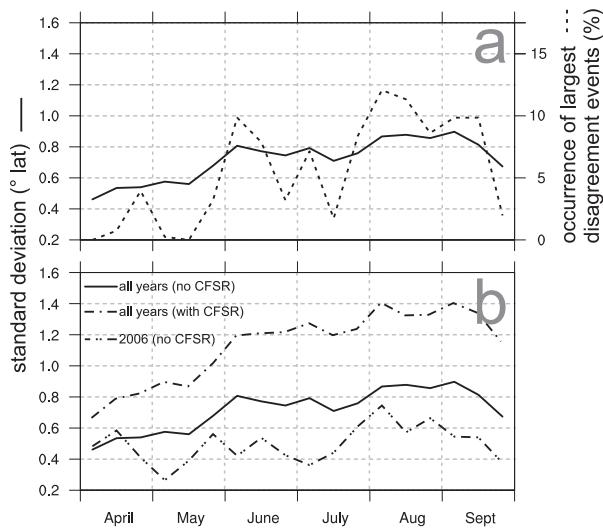 standard deviation (° lat)
occurrence of largest
disagreement events (%)
a
1.6
1.4
1.2
1.0
0.8
0.6
0.4
0.2
15
10
5
0
b
all years (no CFSR)
all years (with CFSR)
2006 (no CFSR)
1.6
1.4
1.2
1.0
0.8
0.6
0.4
0.2
April May June July Aug Sept